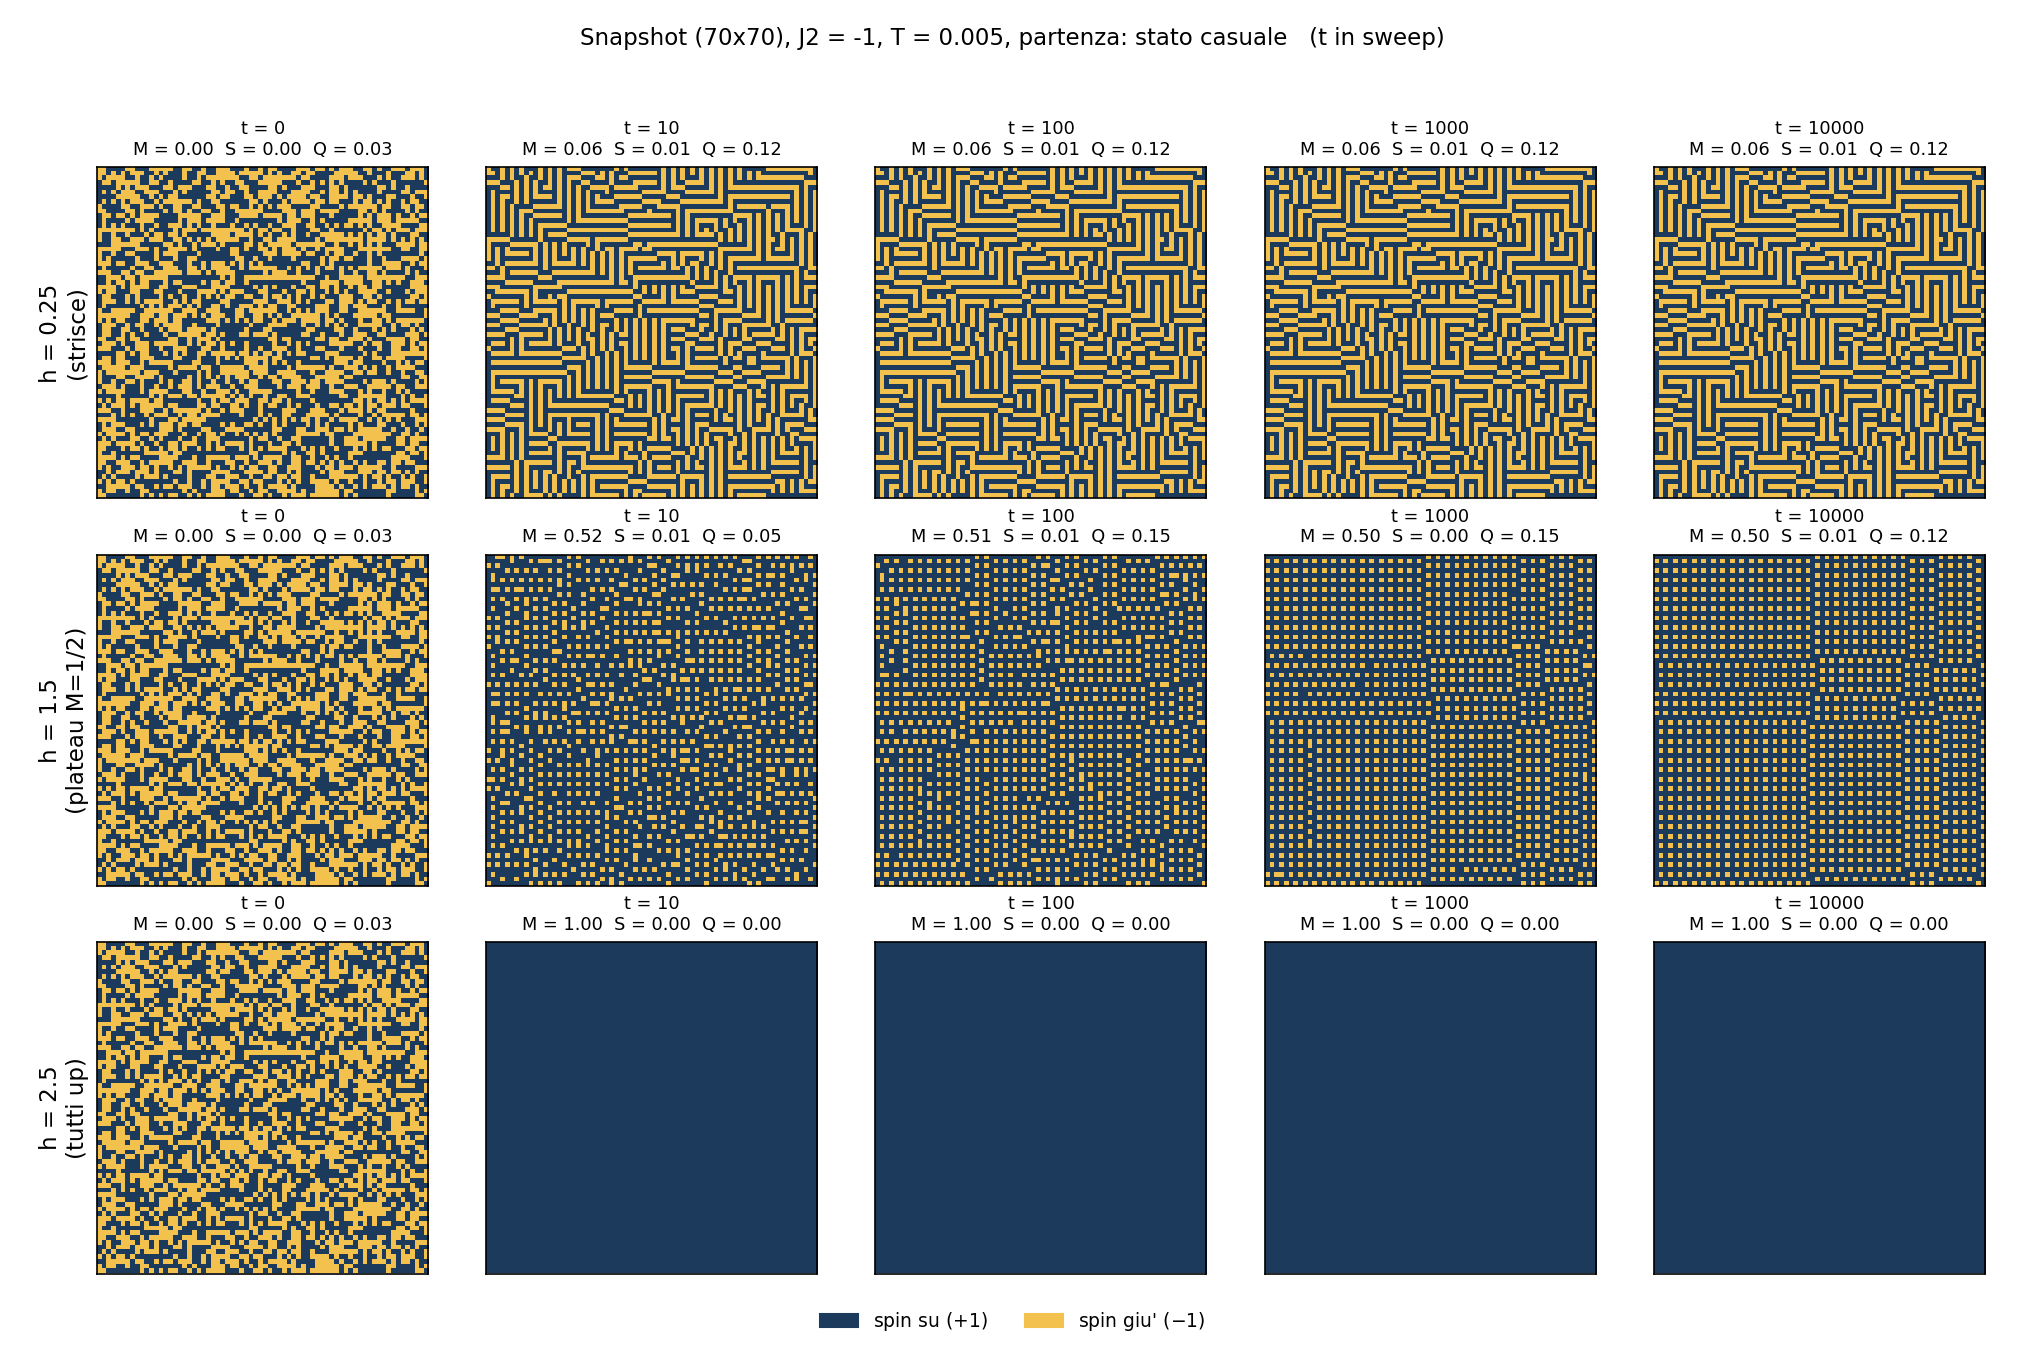 Snapshot (70x70), J2 = -1, T = 0.005, partenza: stato casuale   (t in sweep)
t = 0
M = 0.00  S = 0.00  Q = 0.03
t = 10
M = 0.06  S = 0.01  Q = 0.12
t = 100
M = 0.06  S = 0.01  Q = 0.12
t = 1000
M = 0.06  S = 0.01  Q = 0.12
t = 10000
M = 0.06  S = 0.01  Q = 0.12
h = 0.25
(strisce)
t = 0
M = 0.00  S = 0.00  Q = 0.03
t = 10
M = 0.52  S = 0.01  Q = 0.05
t = 100
M = 0.51  S = 0.01  Q = 0.15
t = 1000
M = 0.50  S = 0.00  Q = 0.15
t = 10000
M = 0.50  S = 0.01  Q = 0.12
h = 1.5
(plateau M=1/2)
t = 0
M = 0.00  S = 0.00  Q = 0.03
t = 10
M = 1.00  S = 0.00  Q = 0.00
t = 100
M = 1.00  S = 0.00  Q = 0.00
t = 1000
M = 1.00  S = 0.00  Q = 0.00
t = 10000
M = 1.00  S = 0.00  Q = 0.00
h = 2.5
(tutti up)
spin su (+1)
spin giu' (−1)